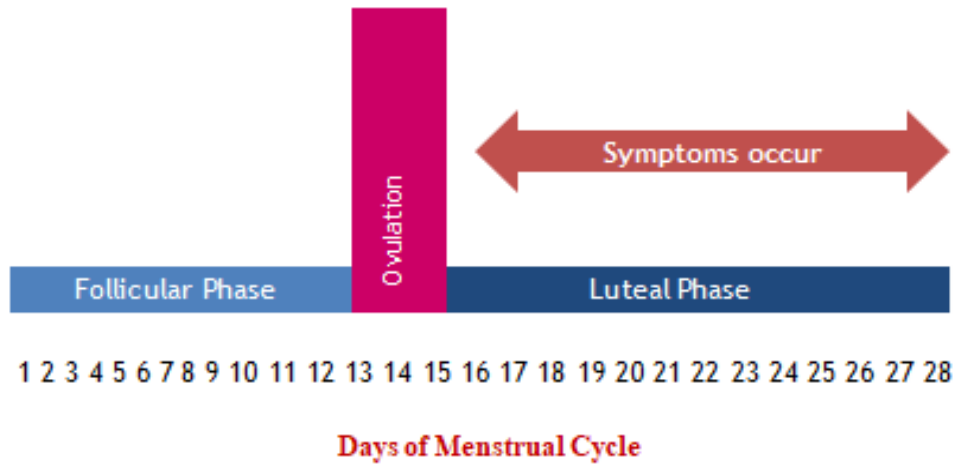 Symptoms occur
Ovulation
Follicular Phase
Luteal Phase
1 2 3 4 5 6 7 8 9 10 11 12 13 14 15 16 17 18 19 20 21 22 23 24 25 26 27 28
Days of Menstrual Cycle